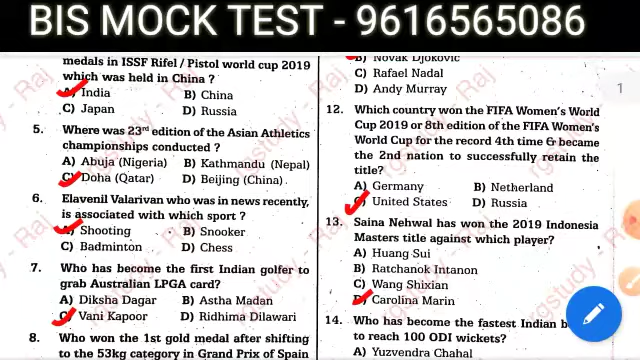 BIS MOCK TEST - 9616565086
medals in ISSF Rifel / Pistol world cup 2019
which was held in China ?
A) India B) China
C) Japan D) Russia
5. Where was 23rd edition of the Asian Athletics
championships conducted ?
A) Abuja (Nigeria) B) Kathmandu (Nepal)
C) Doha (Qatar) D) Beijing (China)
6. Elavenil Valarivan who was in news recently,
is associated with which sport ?
A) Shooting B) Snooker
C) Badminton D) Chess
7. Who has become the first Indian golfer to
grab Australian LPGA card?
A) Diksha Dagar B) Astha Madan
C) Vani Kapoor D) Ridhima Dilawari
8. Who won the 1st gold medal after shifting
to the 53kg category in Grand Prix of Spain
B) Novak Djokovic
C) Rafael Nadal
D) Andy Murray
1
12. Which country won the FIFA Women's World
Cup 2019 or 8th edition of the FIFA Women's
World Cup for the record 4th time & became
the 2nd nation to successfully retain the
title?
A) Germany B) Netherland
C) United States D) Russia
13. Saina Nehwal has won the 2019 Indonesia
Masters title against which player?
A) Huang Sui
B) Ratchanok Intanon
C) Wang Shixian
D) Carolina Marin
14. Who has become the fastest Indian
to reach 100 ODI wickets?
A) Yuzvendra Chahal
rgstudy - Raj